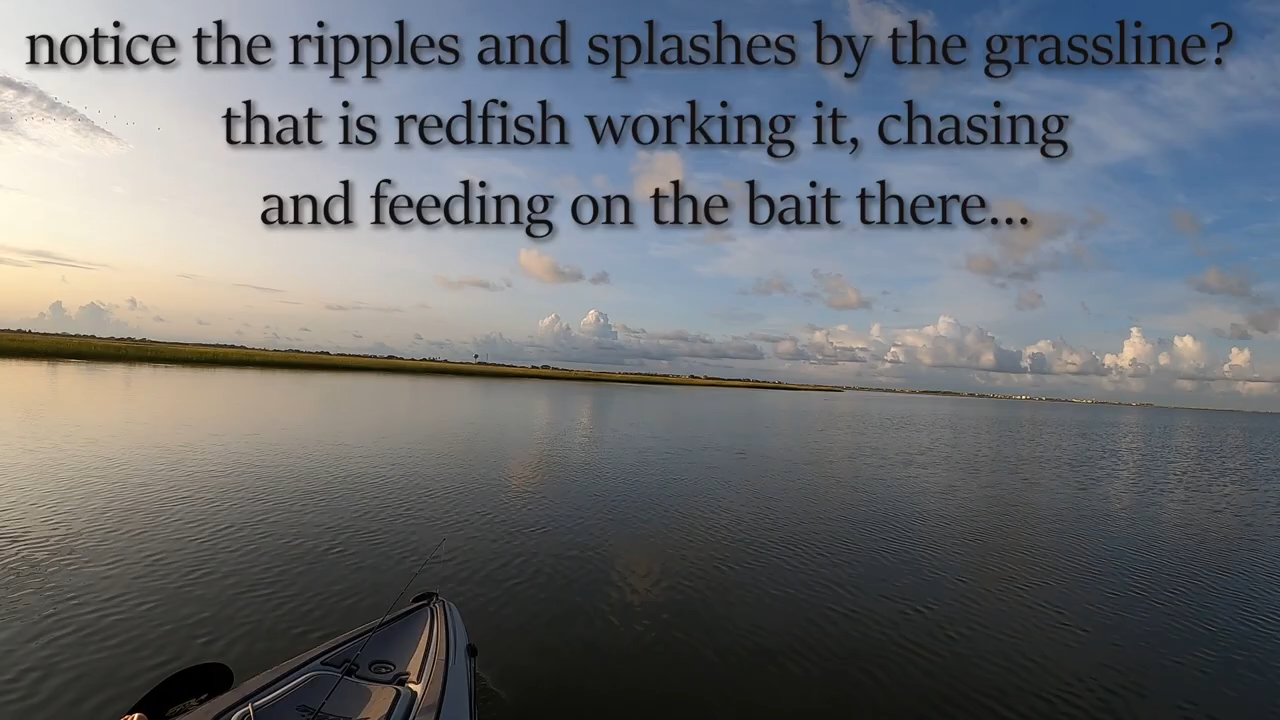 notice the ripples and splashes by the grassline?
that is redfish working it, chasing
and feeding on the bait there...